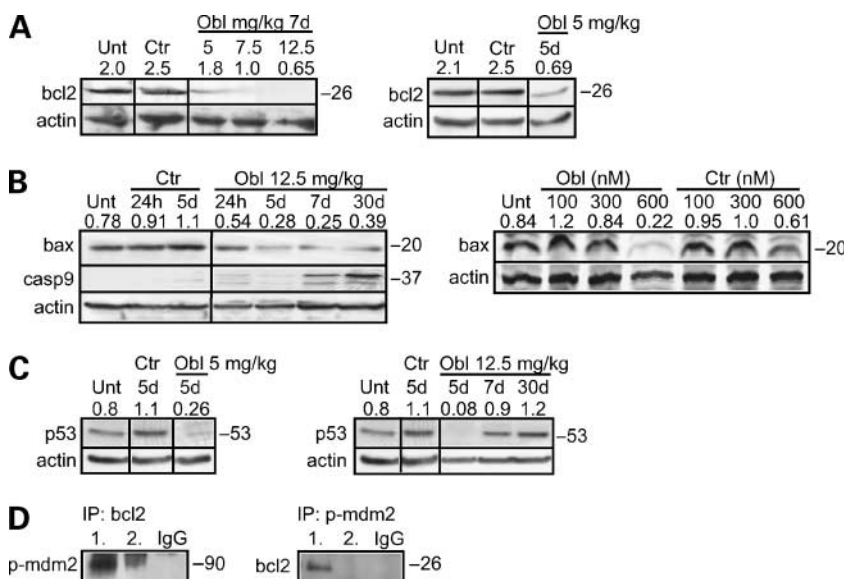 A
Obl mg/kg 7d
Unt Ctr 5 7.5 12.5
2.0 2.5 1.8 1.0 0.65
bcl2 –26
actin
Obl 5 mg/kg
Unt Ctr 5d
2.1 2.5 0.69
bcl2 –26
actin
B
Ctr Obl 12.5 mg/kg
Unt 24h 5d 24h 5d 7d 30d
0.78 0.91 1.1 0.54 0.28 0.25 0.39
bax –20
casp9 –37
actin
Obl (nM) Ctr (nM)
Unt 100 300 600 100 300 600
0.84 1.2 0.84 0.22 0.95 1.0 0.61
bax –20
actin
C
Ctr Obl 5 mg/kg
Unt 5d 5d
0.8 1.1 0.26
p53 –53
actin
Ctr Obl 12.5 mg/kg
Unt 5d 5d 7d 30d
0.8 1.1 0.08 0.9 1.2
p53 –53
actin
D
IP: bcl2
1. 2. IgG
p-mdm2 –90
IP: p-mdm2
1. 2. IgG
bcl2 –26